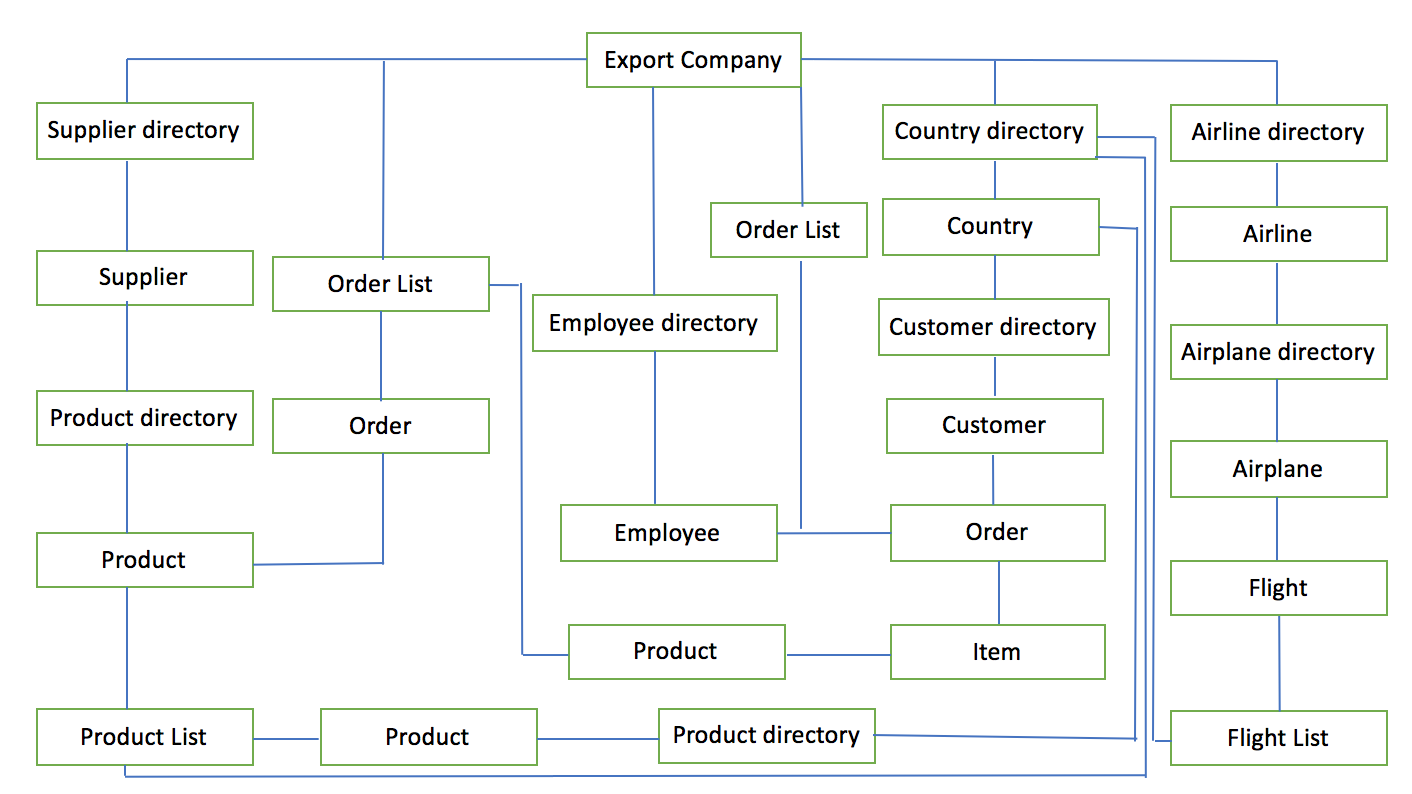 Export Company
Supplier directory
Country directory
Airline directory
Order List
Country
Airline
Supplier
Order List
Employee directory
Customer directory
Airplane directory
Product directory
Order
Customer
Airplane
Product
Employee
Order
Flight
Product
Item
Product List
Product
Product directory
Flight List